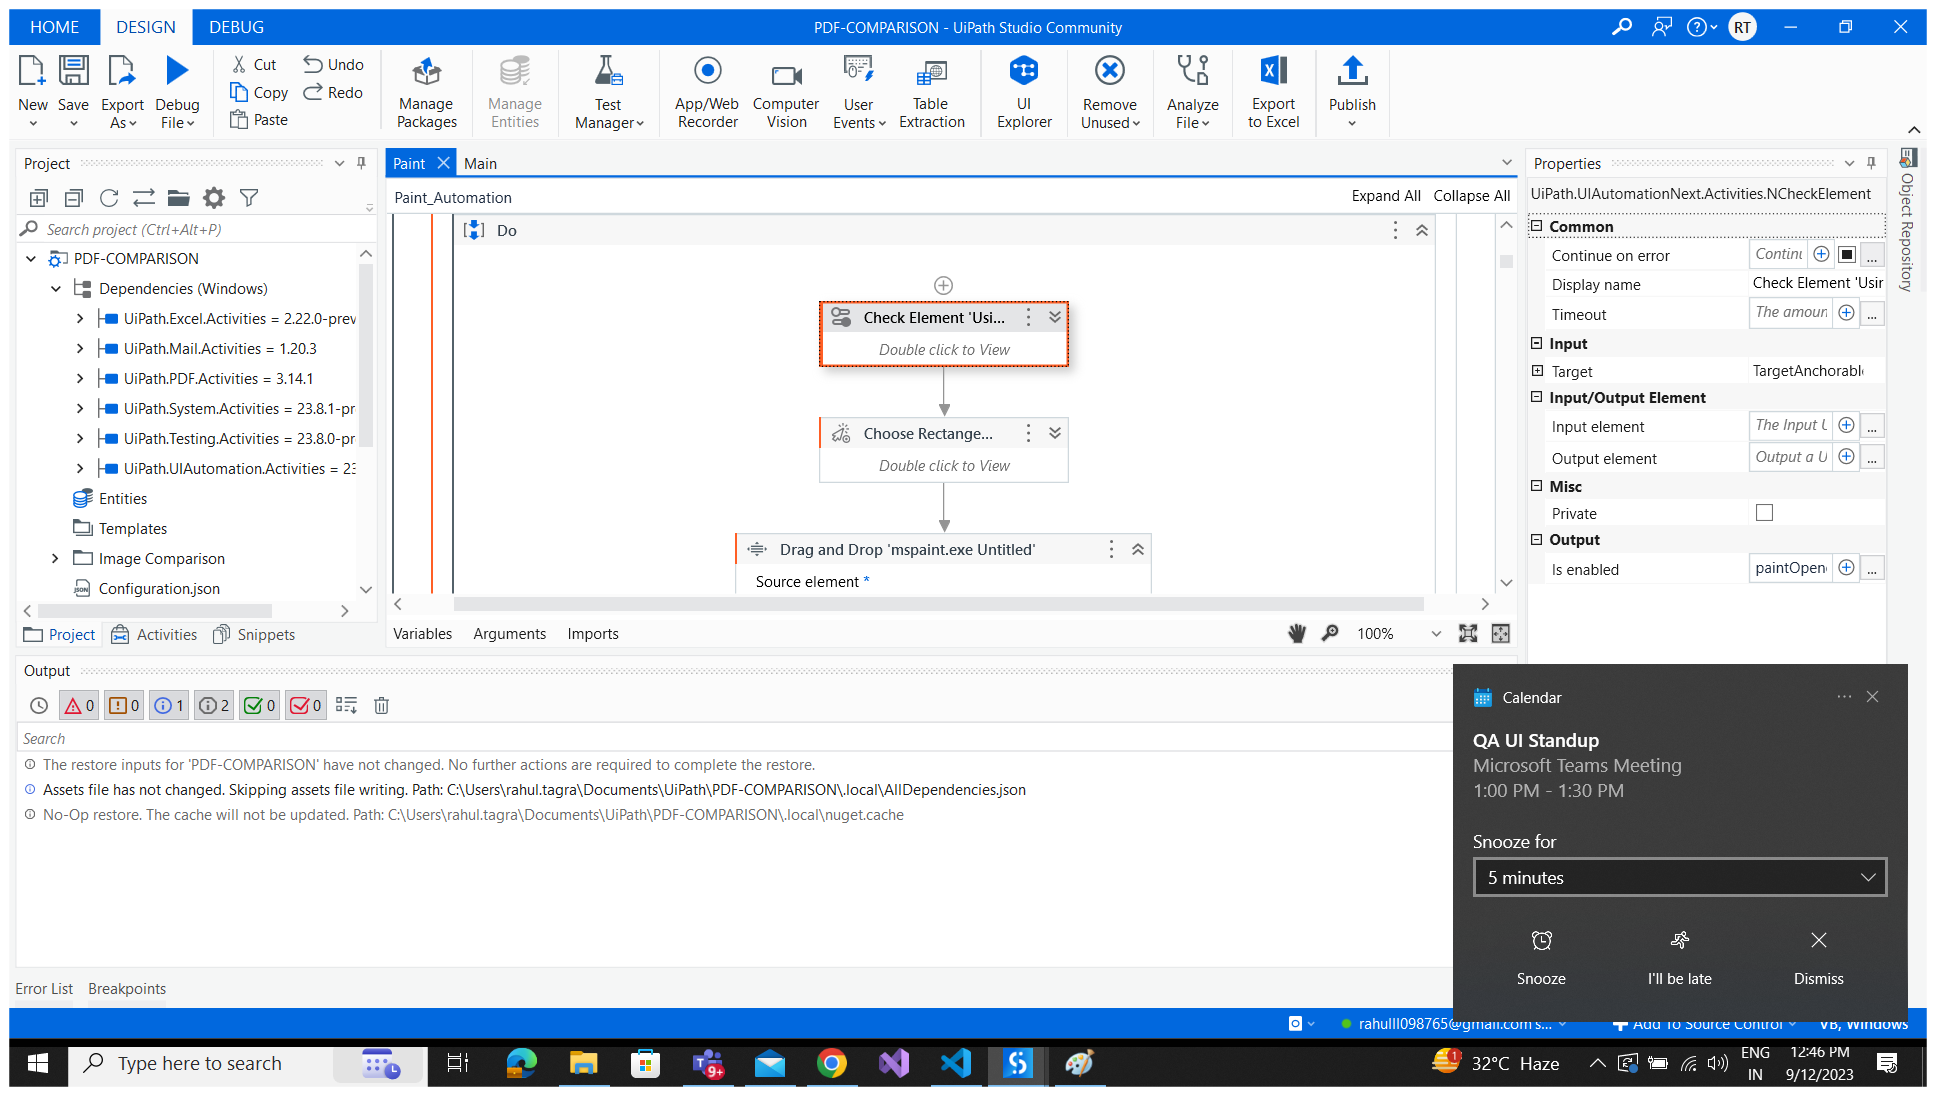 HOME DESIGN DEBUG PDF-COMPARISON - UiPath Studio Community RT
New Save Export As Debug File
Cut Copy Paste Undo Redo
Manage Packages
Manage Entities
Test Manager
App/Web Recorder
Computer Vision
User Events
Table Extraction
UI Explorer
Remove Unused
Analyze File
Export to Excel
Publish
Project
Search project (Ctrl+Alt+P)
PDF-COMPARISON
Dependencies (Windows)
UiPath.Excel.Activities = 2.22.0-prev
UiPath.Mail.Activities = 1.20.3
UiPath.PDF.Activities = 3.14.1
UiPath.System.Activities = 23.8.1-pr
UiPath.Testing.Activities = 23.8.0-pr
UiPath.UIAutomation.Activities = 23
Entities
Templates
Image Comparison
JSON Configuration.json
Project Activities Snippets
Paint Main
Paint_Automation Expand All Collapse All
Do
Check Element 'Usi...
Double click to View
Choose Rectange...
Double click to View
Drag and Drop 'mspaint.exe Untitled'
Source element *
Variables Arguments Imports 100%
Properties
UiPath.UIAutomationNext.Activities.NCheckElement
Common
Continue on error Continu ...
Display name Check Element 'Usin
Timeout The amoun ...
Input
Target TargetAnchorabl
Input/Output Element
Input element The Input U ...
Output element Output a U ...
Misc
Private
Output
Is enabled paintOpen ...
Object Repository
Output
0 0 1 2 0 0
Search
The restore inputs for 'PDF-COMPARISON' have not changed. No further actions are required to complete the restore.
Assets file has not changed. Skipping assets file writing. Path: C:\Users\rahul.tagra\Documents\UiPath\PDF-COMPARISON\.local\AllDependencies.json
No-Op restore. The cache will not be updated. Path: C:\Users\rahul.tagra\Documents\UiPath\PDF-COMPARISON\.local\nuget.cache
Error List Breakpoints
Calendar
QA UI Standup
Microsoft Teams Meeting
1:00 PM - 1:30 PM
Snooze for
5 minutes
Snooze I'll be late Dismiss
rahulll098765@gmail.com's... Add To Source Control VB, Windows
Type here to search 9+ 1 32°C Haze ENG IN 12:46 PM 9/12/2023